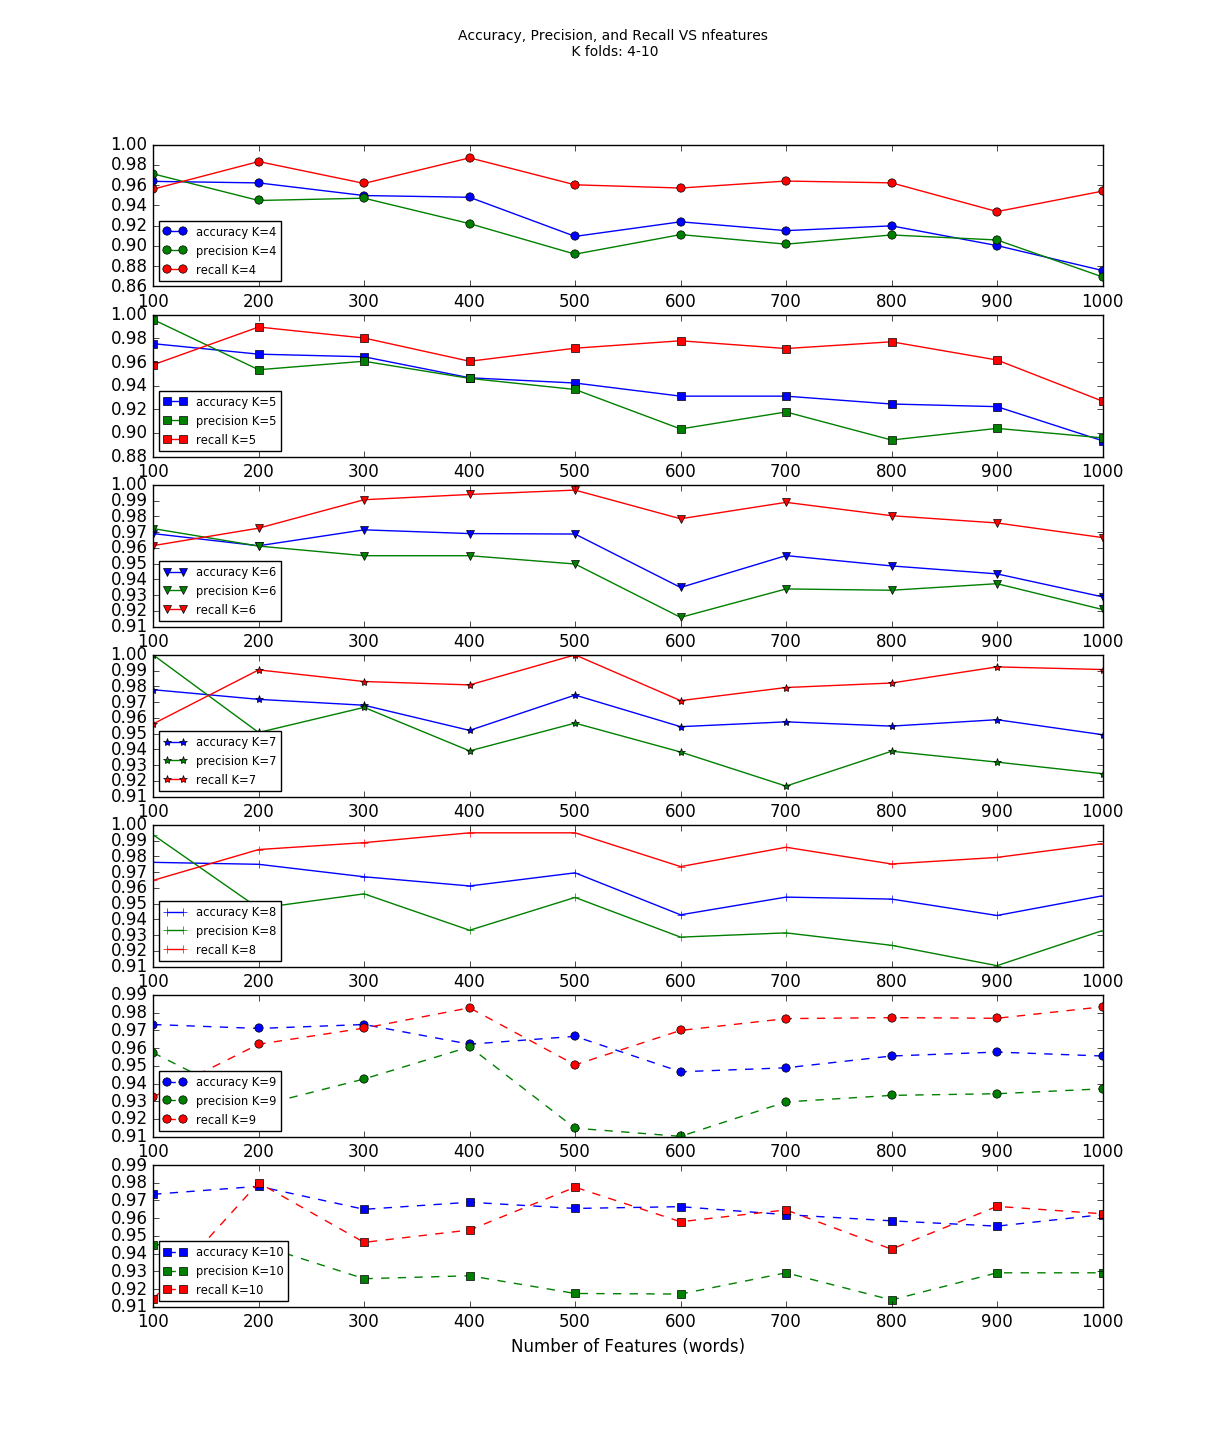 Accuracy, Precision, and Recall VS nfeatures
K folds: 4-10
1.00
0.98
0.96
0.94
0.92
0.90
0.88
0.86
accuracy K=4
precision K=4
recall K=4
100 200 300 400 500 600 700 800 900 1000
1.00
0.98
0.96
0.94
0.92
0.90
0.88
accuracy K=5
precision K=5
recall K=5
100 200 300 400 500 600 700 800 900 1000
1.00
0.99
0.98
0.97
0.96
0.95
0.94
0.93
0.92
0.91
accuracy K=6
precision K=6
recall K=6
100 200 300 400 500 600 700 800 900 1000
1.00
0.99
0.98
0.97
0.96
0.95
0.94
0.93
0.92
0.91
accuracy K=7
precision K=7
recall K=7
100 200 300 400 500 600 700 800 900 1000
1.00
0.99
0.98
0.97
0.96
0.95
0.94
0.93
0.92
0.91
accuracy K=8
precision K=8
recall K=8
100 200 300 400 500 600 700 800 900 1000
0.99
0.98
0.97
0.96
0.95
0.94
0.93
0.92
0.91
accuracy K=9
precision K=9
recall K=9
100 200 300 400 500 600 700 800 900 1000
0.99
0.98
0.97
0.96
0.95
0.94
0.93
0.92
0.91
accuracy K=10
precision K=10
recall K=10
100 200 300 400 500 600 700 800 900 1000
Number of Features (words)